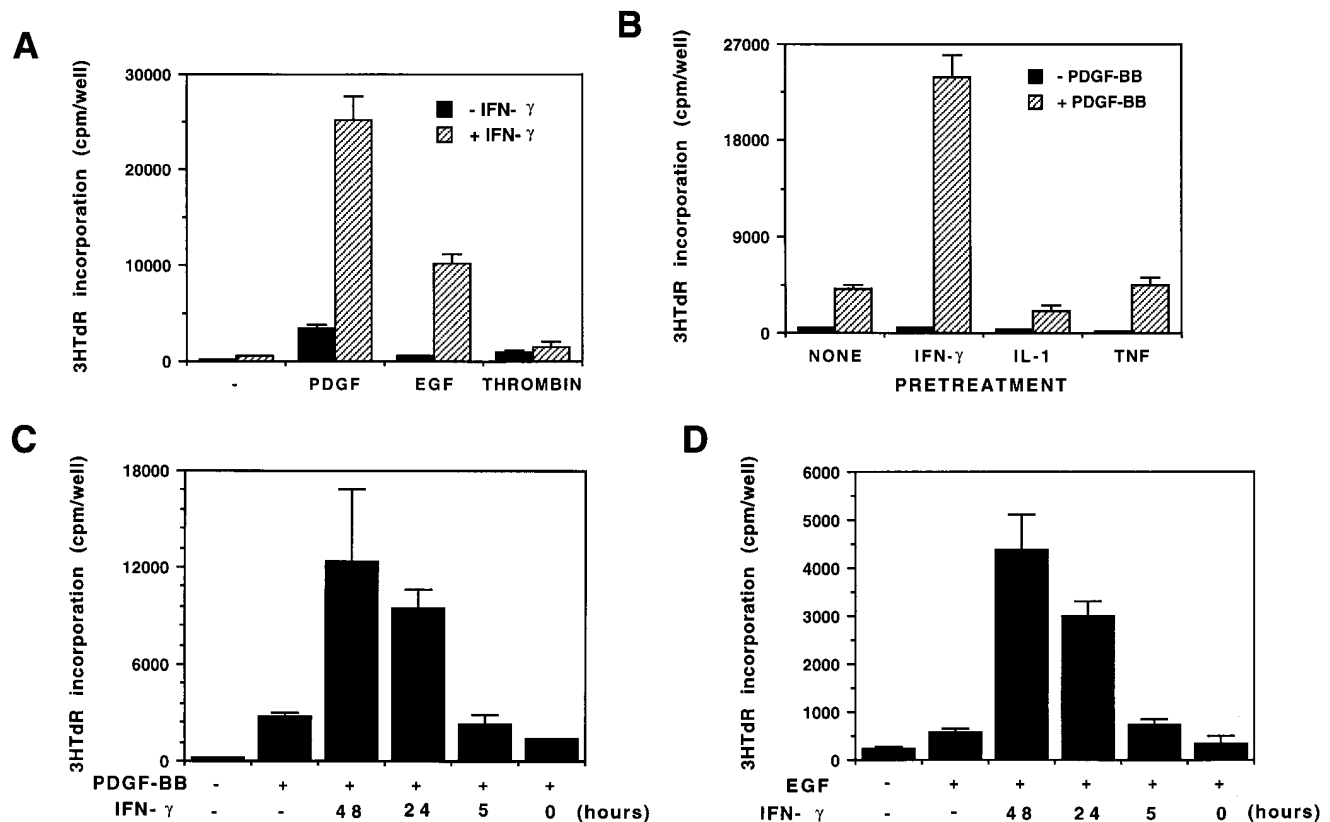 A
3HTdR incorporation (cpm/well)
30000
20000
10000
0
- IFN- γ
+ IFN- γ
- PDGF EGF THROMBIN
B
3HTdR incorporation (cpm/well)
27000
18000
9000
0
- PDGF-BB
+ PDGF-BB
NONE IFN-γ IL-1 TNF
PRETREATMENT
C
3HTdR incorporation (cpm/well)
18000
12000
6000
0
PDGF-BB - + + + + +
IFN- γ - - 48 24 5 0 (hours)
D
3HTdR incorporation (cpm/well)
6000
5000
4000
3000
2000
1000
0
EGF - + + + + +
IFN- γ - - 48 24 5 0 (hours)